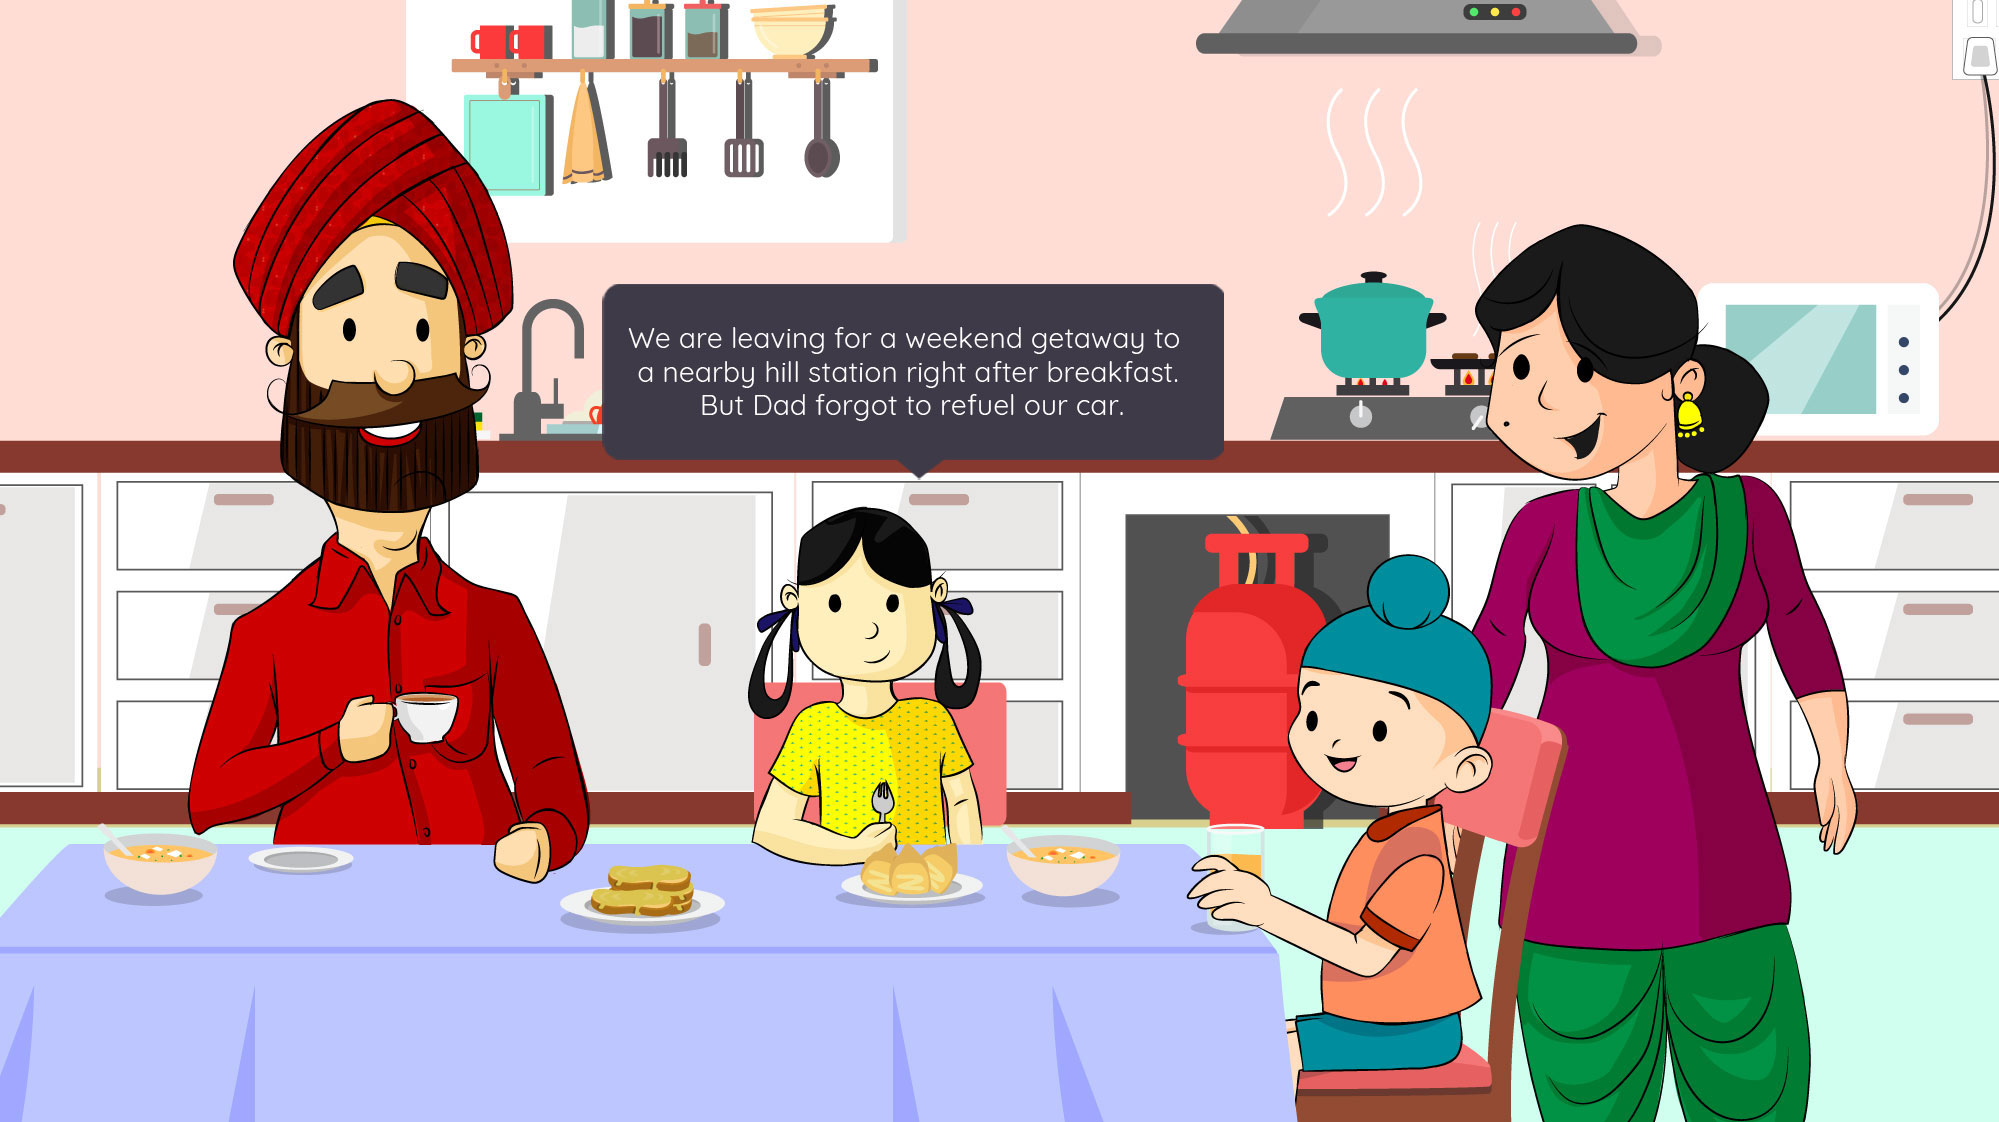 We are leaving for a weekend getaway to
a nearby hill station right after breakfast.
But Dad forgot to refuel our car.